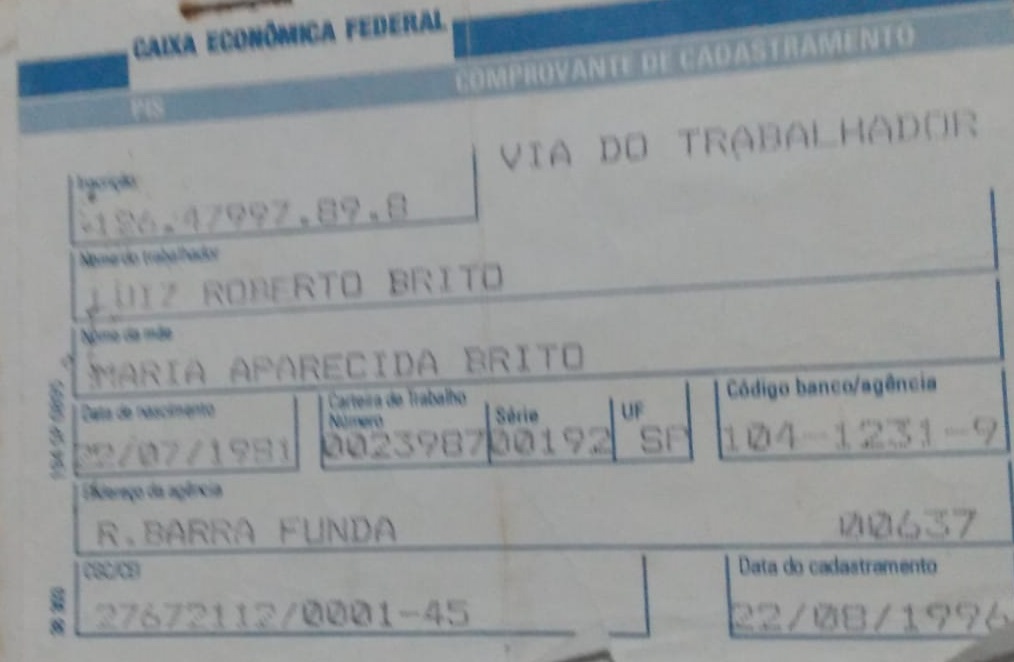 CAIXA ECONÔMICA FEDERAL
PIS
COMPROVANTE DE CADASTRAMENTO
VIA DO TRABALHADOR
Inscrição
126.47997.89.8
Nome do trabalhador
LUIZ ROBERTO BRITO
Nome da mãe
MARIA APARECIDA BRITO
Data de nascimento Carteira de Trabalho Número Série UF Código banco/agência
22/07/1981 0023987 00192 SP 104-1231-9
Endereço da agência
R.BARRA FUNDA 00637
CGC/CEI Data do cadastramento
27672112/0001-45 22/08/1996